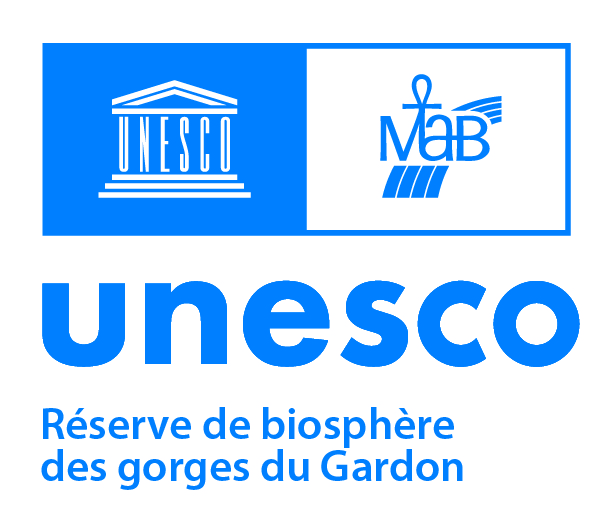 UNESCO
MaB
unesco
Réserve de biosphère
des gorges du Gardon